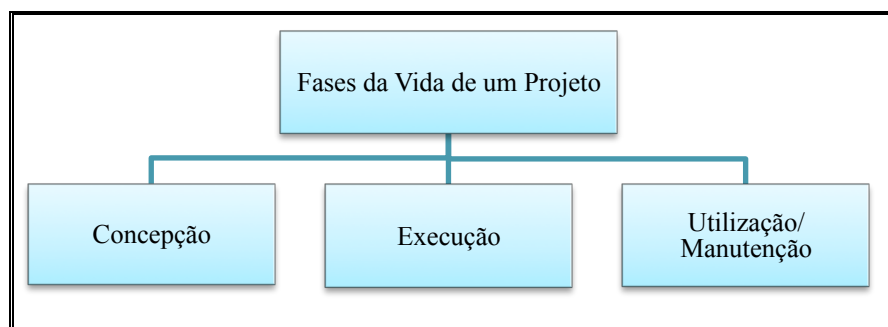 Fases da Vida de um Projeto
Concepção
Execução
Utilização/
Manutenção